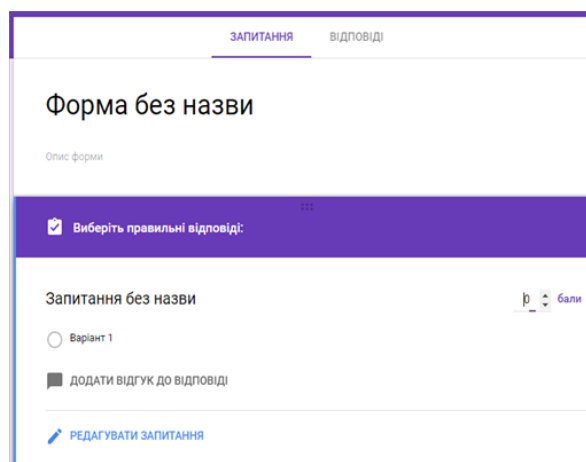 ЗАПИТАННЯ ВІДПОВІДІ
Форма без назви
Опис форми
Виберіть правильні відповіді:
Запитання без назви 0 бали
Варіант 1
ДОДАТИ ВІДГУК ДО ВІДПОВІДІ
РЕДАГУВАТИ ЗАПИТАННЯ